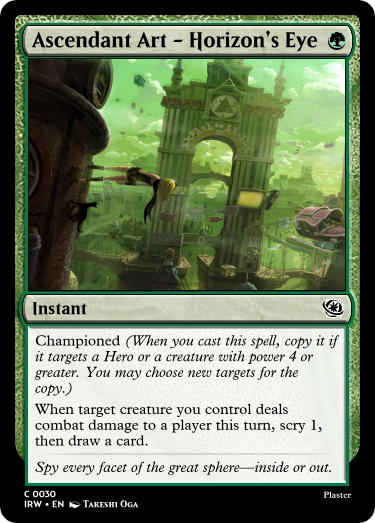 Ascendant Art – Horizon's Eye
Instant
Championed (When you cast this spell, copy it if
it targets a Hero or a creature with power 4 or
greater. You may choose new targets for the
copy.)
When target creature you control deals
combat damage to a player this turn, scry 1,
then draw a card.
Spy every facet of the great sphere—inside or out.
C 0030
IRW • EN Takeshi Oga
Plaster